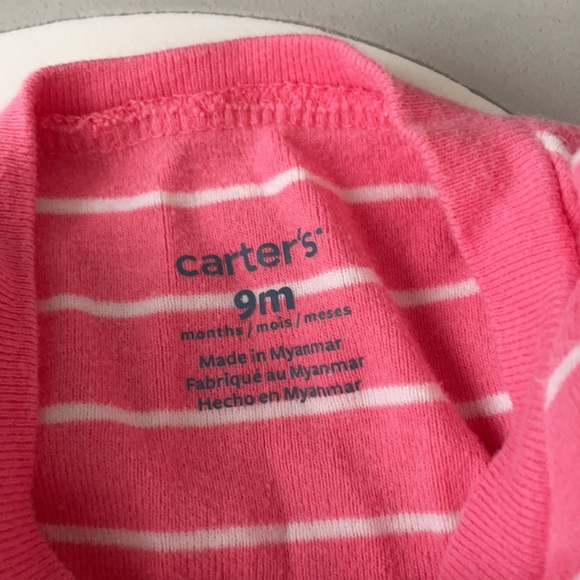 carter's
9m
months / mois / meses
Made in Myanmar
Fabriqué au Myanmar
Hecho en Myanmar